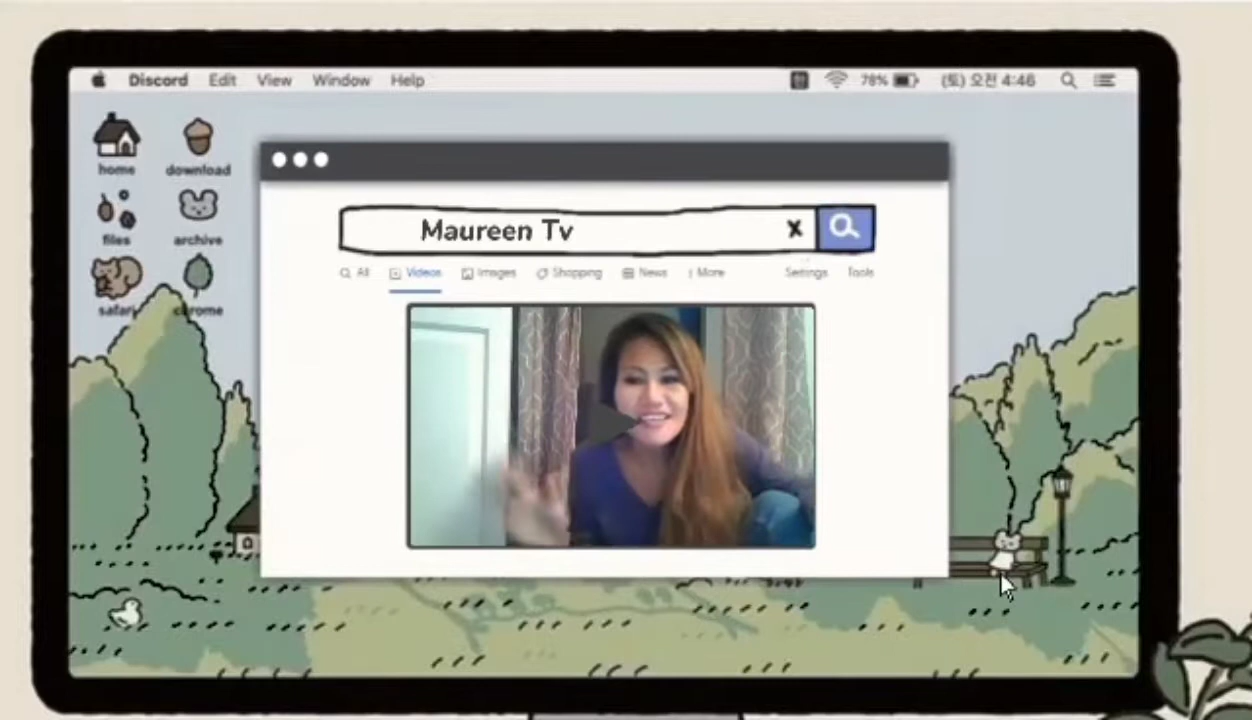 Discord Edit View Window Help 78% (토) 오전 4:46
home download
files archive
safari chrome
Maureen Tv X
All Videos Images Shopping News More Settings Tools